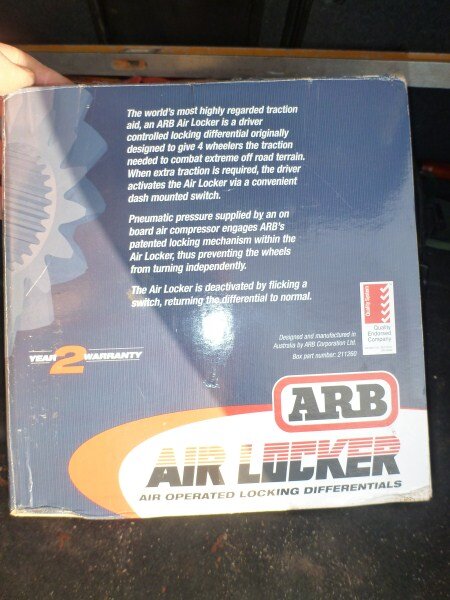 The world's most highly regarded traction
aid, an ARB Air Locker is a driver
controlled locking differential originally
designed to give 4 wheelers the traction
needed to combat extreme off road terrain.
When extra traction is required, the driver
activates the Air Locker via a convenient
dash mounted switch.
Pneumatic pressure supplied by an on
board air compressor engages ARB's
patented locking mechanism within the
Air Locker, thus preventing the wheels
from turning independently.
The Air Locker is deactivated by flicking a
switch, returning the differential to normal.
Designed and manufactured in
Australia by ARB Corporation Ltd.
Box part number: 211260
Quality System
Quality
Endorsed
Company
YEAR 2 WARRANTY
ARB
AIR LOCKER
AIR OPERATED LOCKING DIFFERENTIALS